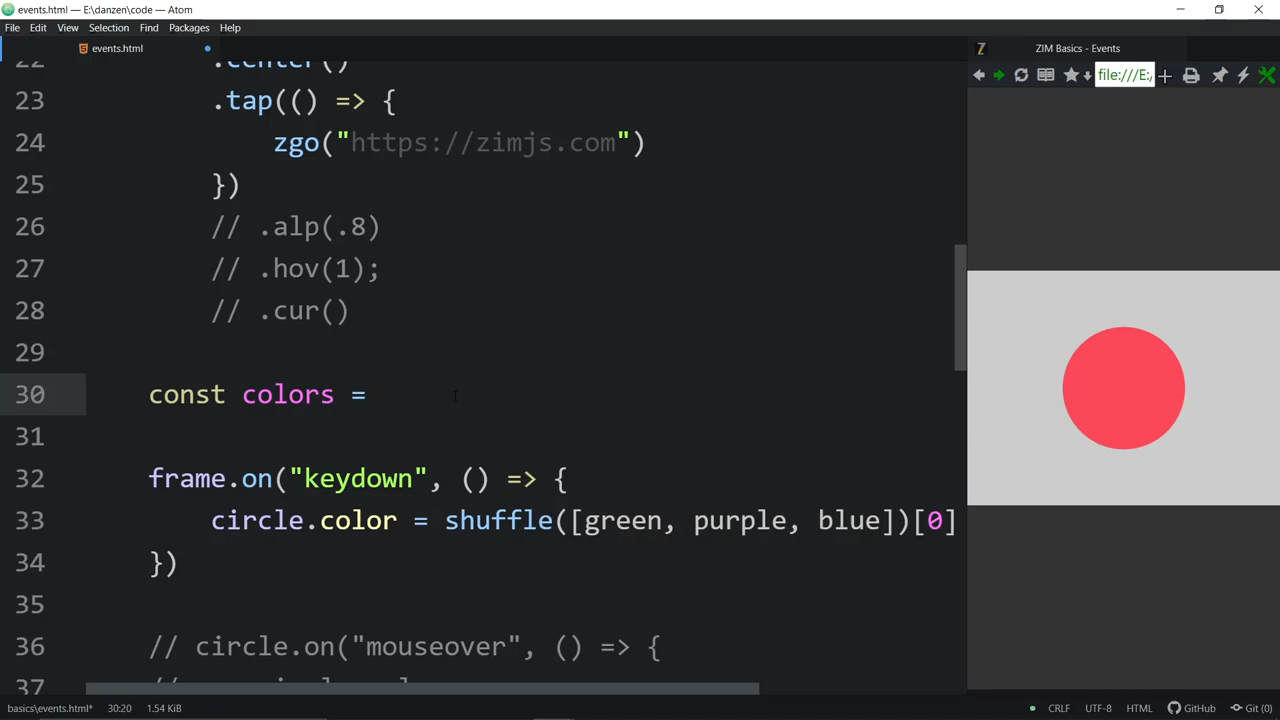 events.html — E:\danzen\code — Atom
File Edit View Selection Find Packages Help
events.html
ZIM Basics - Events
file:///E:/
22 .center()
23 .tap(() => {
24 zgo("https://zimjs.com")
25 })
26 // .alp(.8)
27 // .hov(1);
28 // .cur()
29
30 const colors =
31
32 frame.on("keydown", () => {
33 circle.color = shuffle([green, purple, blue])[0]
34 })
35
36 // circle.on("mouseover", () => {
37 //
basics\events.html* 30:20 1.54 KiB
CRLF UTF-8 HTML GitHub Git (0)